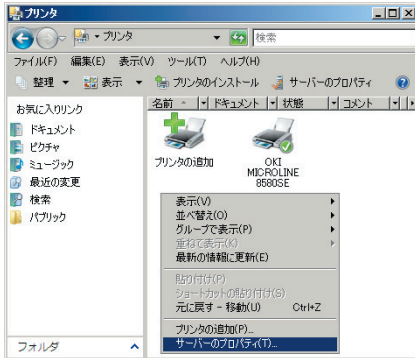 プリンタ
プリンタ
検索
ファイル(F) 編集(E) 表示(V) ツール(T) ヘルプ(H)
整理 表示 プリンタのインストール サーバーのプロパティ
お気に入りリンク
ドキュメント
ピクチャ
ミュージック
最近の変更
検索
パブリック
フォルダ
名前 ドキュメント 状態 コメント
プリンタの追加
OKI
MICROLINE
8580SE
表示(V)
並べ替え(O)
グループで表示(P)
重ねて表示(K)
最新の情報に更新(E)
貼り付け(P)
ショートカットの貼り付け(S)
元に戻す - 移動(U) Ctrl+Z
プリンタの追加(P)...
サーバーのプロパティ(T)...